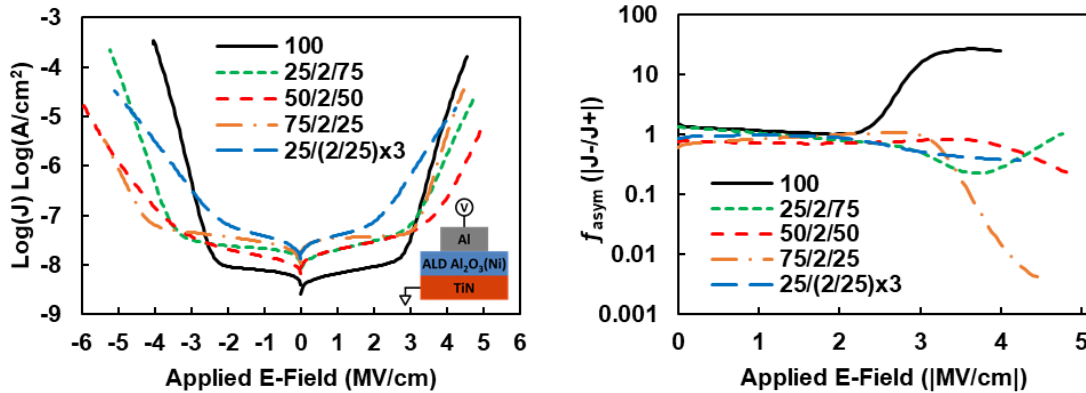 Log(J) Log(A/cm²)
-3
-4
-5
-6
-7
-8
-9
100
25/2/75
50/2/50
75/2/25
25/(2/25)x3
V
Al
ALD Al₂O₃(Ni)
TiN
-6 -5 -4 -3 -2 -1 0 1 2 3 4 5 6
Applied E-Field (MV/cm)
fasym (|J-/J+|)
100
10
1
0.1
0.01
0.001
100
25/2/75
50/2/50
75/2/25
25/(2/25)x3
0 1 2 3 4 5
Applied E-Field (|MV/cm|)